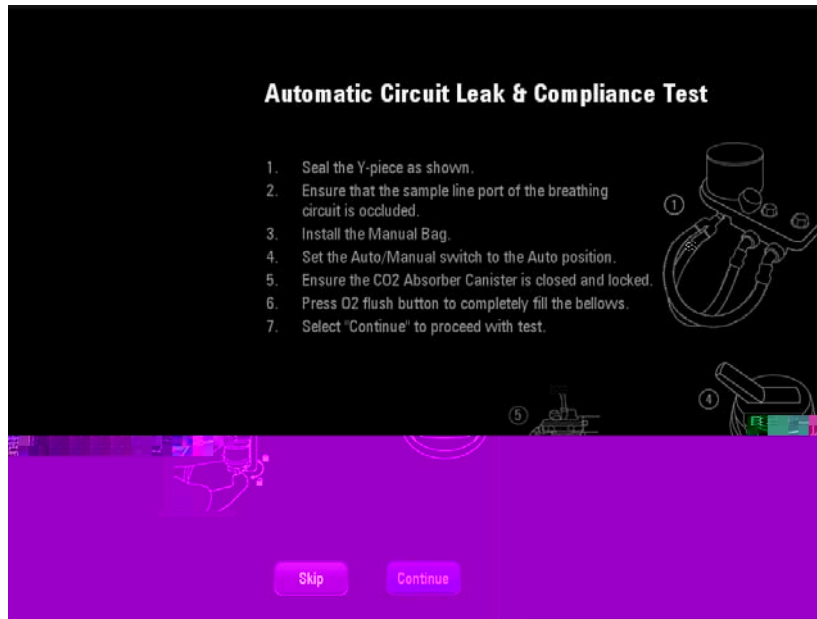 Automatic Circuit Leak & Compliance Test
1. Seal the Y-piece as shown.
2. Ensure that the sample line port of the breathing
circuit is occluded.
3. Install the Manual Bag.
4. Set the Auto/Manual switch to the Auto position.
5. Ensure the CO2 Absorber Canister is closed and locked.
6. Press O2 flush button to completely fill the bellows.
7. Select "Continue" to proceed with test.
1
4
5
Skip
Continue